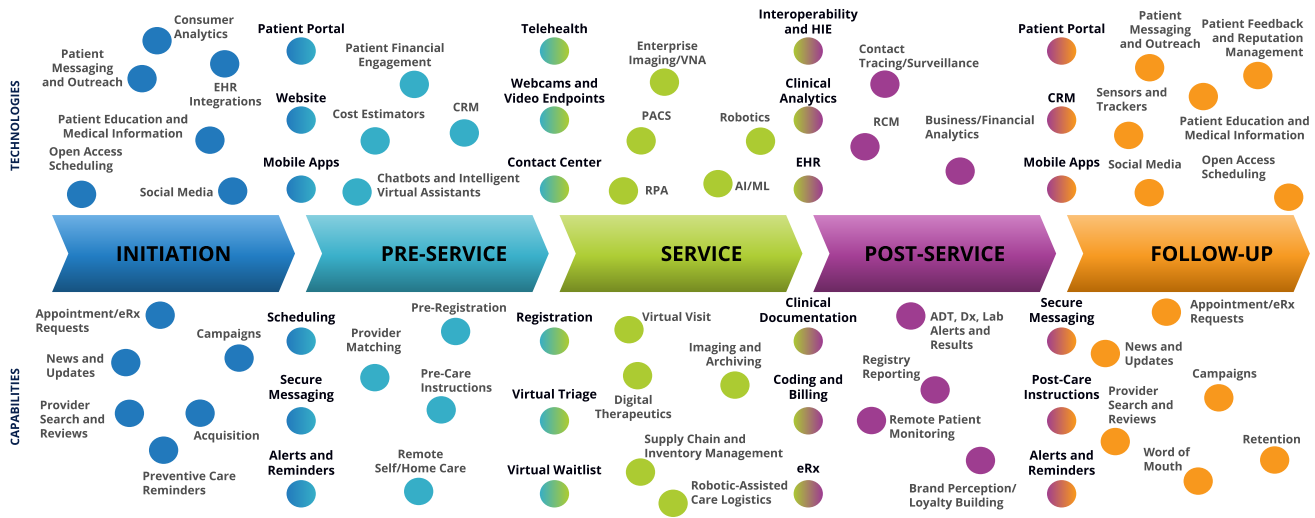 TECHNOLOGIES
Consumer
Analytics
Patient
Messaging
and Outreach
EHR
Integrations
Patient Education and
Medical Information
Open Access
Scheduling
Social Media
Patient Portal
Website
Mobile Apps
Patient Financial
Engagement
Cost Estimators
CRM
Chatbots and Intelligent
Virtual Assistants
Telehealth
Webcams and
Video Endpoints
Contact Center
Enterprise
Imaging/VNA
PACS
Robotics
RPA
AI/ML
Interoperability
and HIE
Clinical
Analytics
EHR
Contact
Tracing/Surveillance
RCM
Business/Financial
Analytics
Patient Portal
CRM
Mobile Apps
Patient
Messaging
and Outreach
Patient Feedback
and Reputation
Management
Sensors and
Trackers
Patient Education and
Medical Information
Social Media
Open Access
Scheduling
INITIATION
PRE-SERVICE
SERVICE
POST-SERVICE
FOLLOW-UP
CAPABILITIES
Appointment/eRx
Requests
Campaigns
News and
Updates
Provider
Search and
Reviews
Acquisition
Preventive Care
Reminders
Scheduling
Secure
Messaging
Alerts and
Reminders
Pre-Registration
Provider
Matching
Pre-Care
Instructions
Remote
Self/Home Care
Registration
Virtual Triage
Virtual Waitlist
Virtual Visit
Imaging and
Archiving
Digital
Therapeutics
Supply Chain and
Inventory Management
Robotic-Assisted
Care Logistics
Clinical
Documentation
Coding and
Billing
eRx
ADT, Dx, Lab
Alerts and
Results
Registry
Reporting
Remote Patient
Monitoring
Brand Perception/
Loyalty Building
Secure
Messaging
Post-Care
Instructions
Alerts and
Reminders
Appointment/eRx
Requests
News and
Updates
Campaigns
Provider
Search and
Reviews
Word of
Mouth
Retention